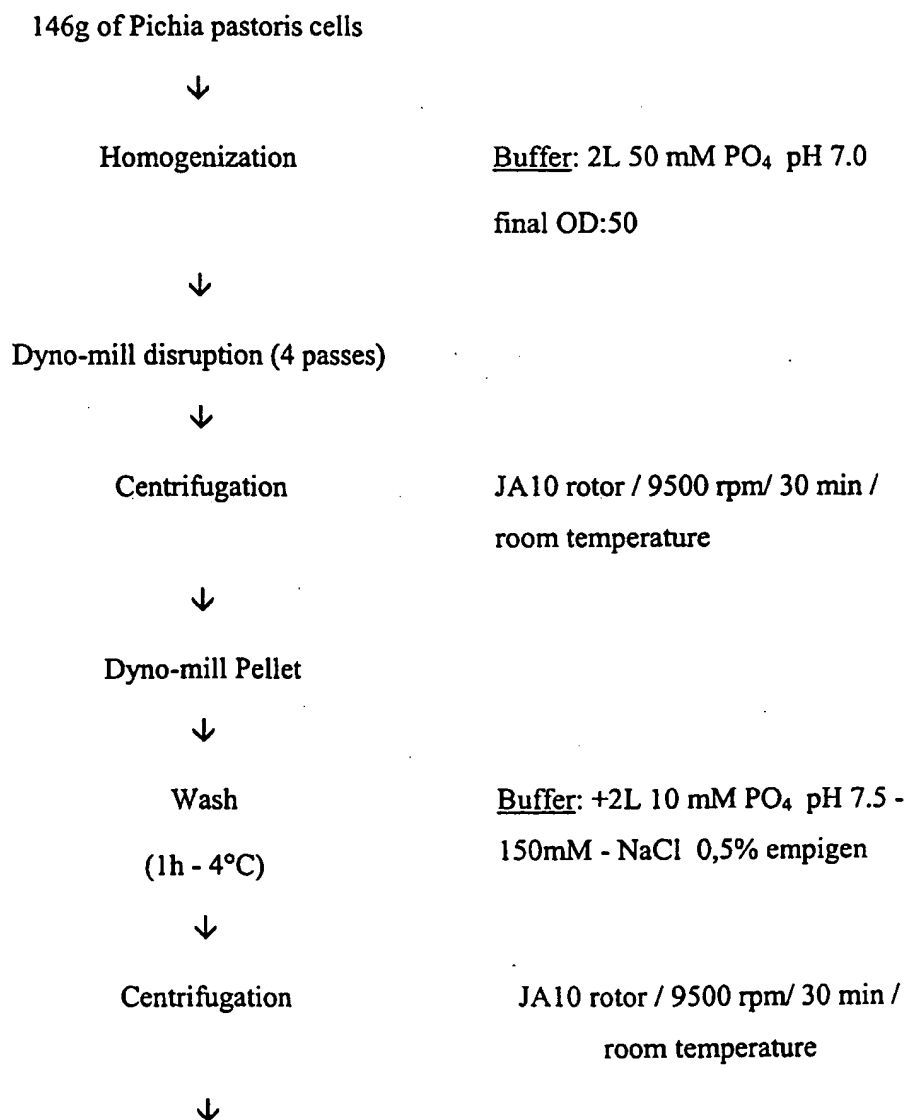 146g of Pichia pastoris cells
↓
Homogenization
Buffer: 2L 50 mM PO₄ pH 7.0
final OD:50
↓
Dyno-mill disruption (4 passes)
↓
Centrifugation
JA10 rotor / 9500 rpm/ 30 min /
room temperature
↓
Dyno-mill Pellet
↓
Wash
(1h - 4°C)
Buffer: +2L 10 mM PO₄ pH 7.5 -
150mM - NaCl 0,5% empigen
↓
Centrifugation
JA10 rotor / 9500 rpm/ 30 min /
room temperature
↓